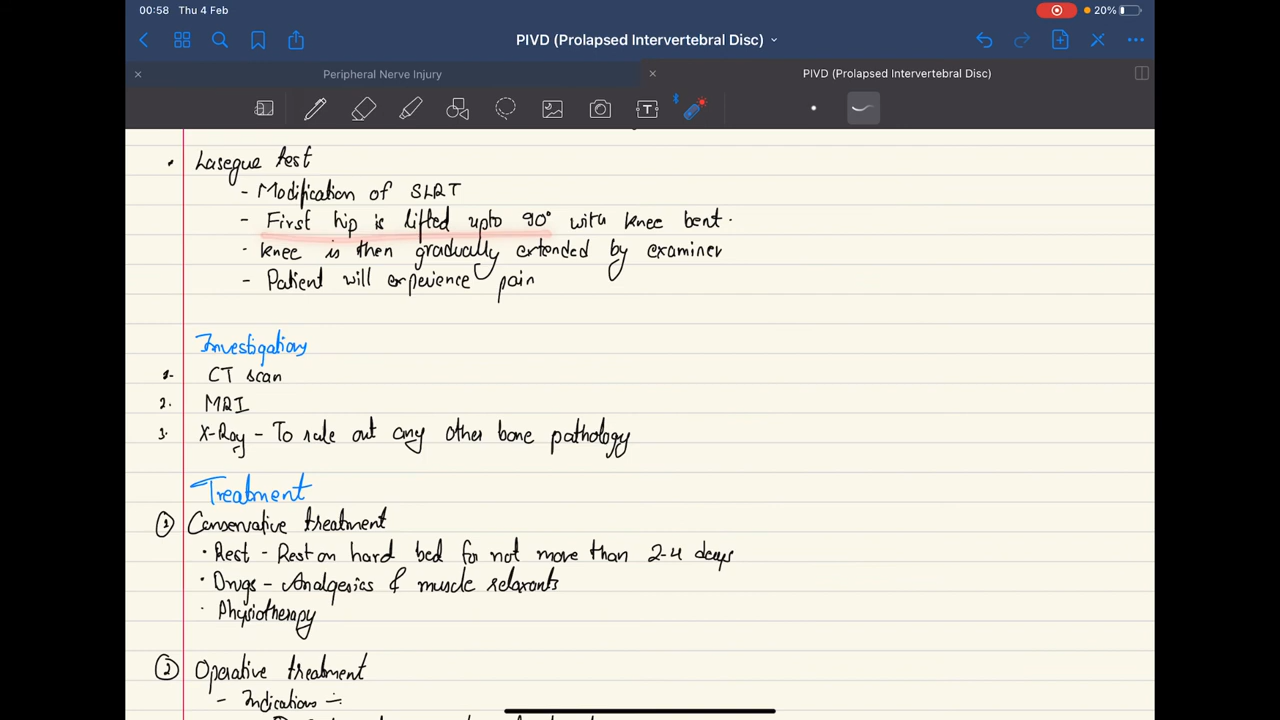 00:58 Thu 4 Feb 20%
PIVD (Prolapsed Intervertebral Disc)
Peripheral Nerve Injury PIVD (Prolapsed Intervertebral Disc)
T
• Lasegue test
- Modification of SLRT
- First hip is lifted upto 90° with knee bent.
- Knee is then gradually extended by examiner
- Patient will experience pain
Investigations
1. CT scan
2. MRI
3. X-Ray - To rule out any other bone pathology
Treatment
① Conservative treatment
• Rest - Rest on hard bed for not more than 2-4 days
• Drugs - Analgesics & muscle relaxants
• Physiotherapy
② Operative treatment
- Indications :-